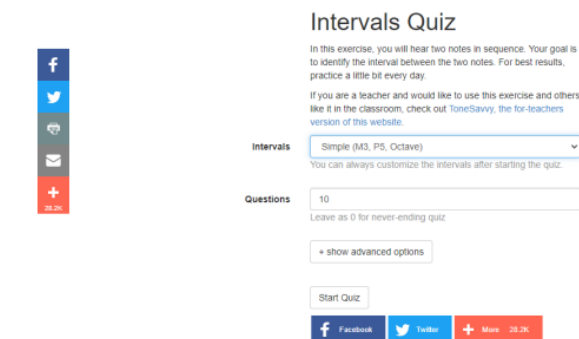 Intervals Quiz
In this exercise, you will hear two notes in sequence. Your goal is
to identify the interval between the two notes. For best results,
practice a little bit every day.
If you are a teacher and would like to use this exercise and others
like it in the classroom, check out ToneSavvy, the for-teachers
version of this website.
Intervals
Simple (M3, P5, Octave)
You can always customize the intervals after starting the quiz.
Questions
10
Leave as 0 for never-ending quiz
+ show advanced options
Start Quiz
Facebook Twitter More 28.2K
28.2K